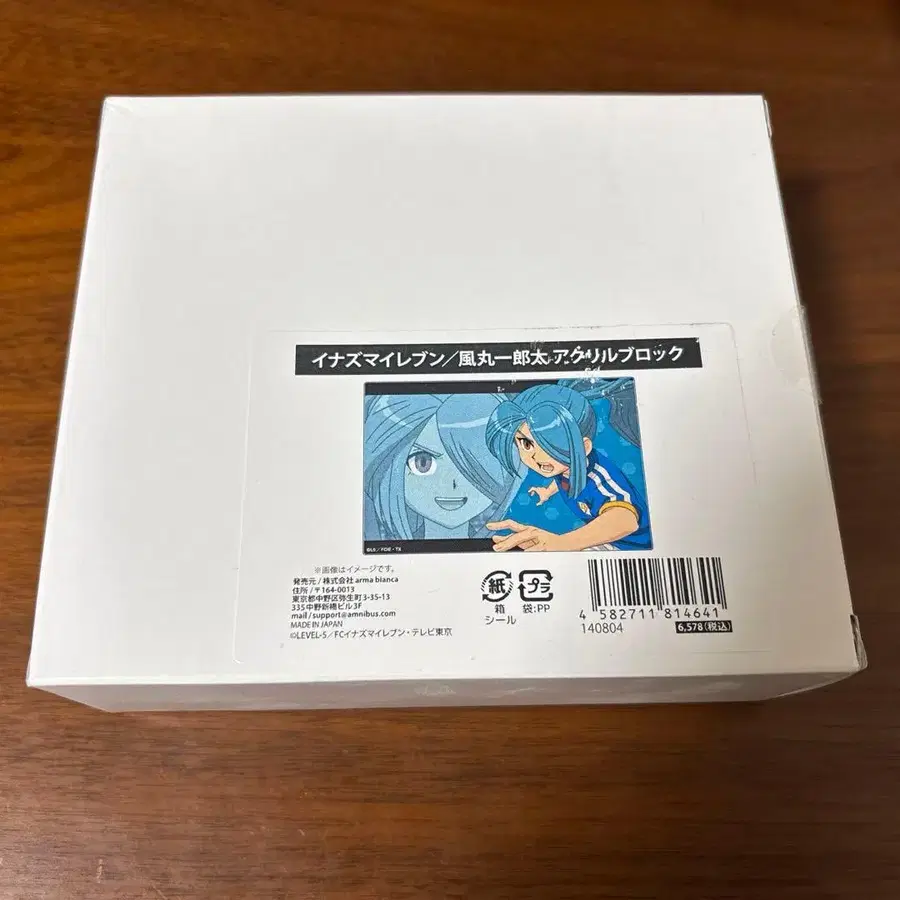 イナズマイレブン／風丸一郎太 アクリルブロック
©L5／FCIE・TX
※画像はイメージです。
発売元 / 株式会社 arma bianca
住所 / 〒164-0013
東京都中野区弥生町3-35-13
335中野新橋ビル3F
mail / support@amnibus.com
MADE IN JAPAN
©LEVEL-5／FCイナズマイレブン・テレビ東京
紙
箱
シール
プラ
袋:PP
4 582711 814641
140804
6,578(税込)